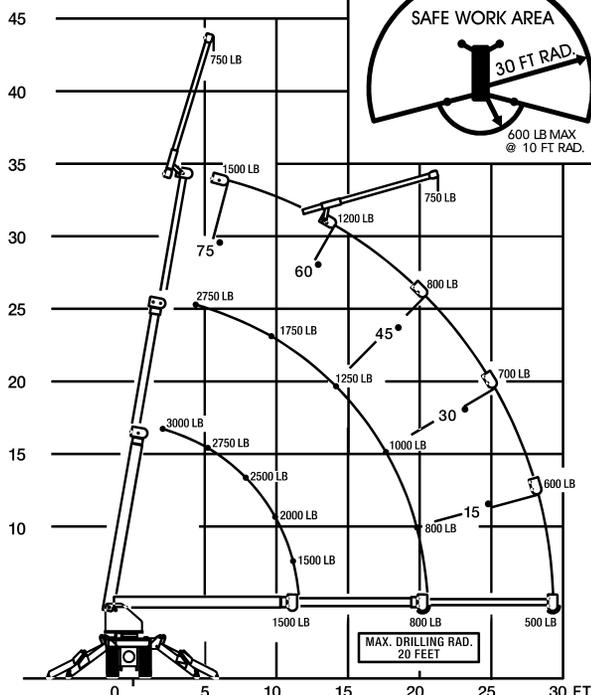 45
SAFE WORK AREA
30 FT RAD.
750 LB
40
600 LB MAX
@ 10 FT RAD.
35
1500 LB
750 LB
1200 LB
30
75
60
800 LB
2750 LB
25
1750 LB
45
700 LB
20
1250 LB
30
3000 LB
1000 LB
15
2750 LB
2500 LB
600 LB
2000 LB
15
10
800 LB
1500 LB
1500 LB
800 LB
500 LB
MAX. DRILLING RAD.
20 FEET
0
5
10
15
20
25
30 FT